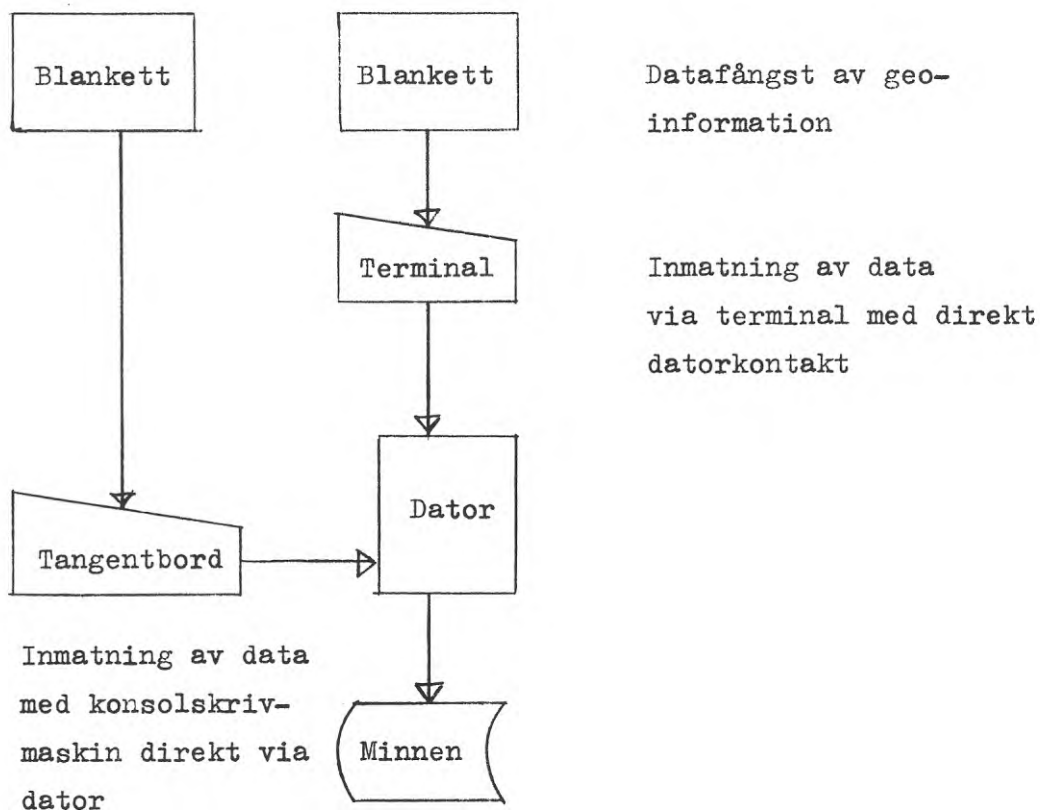 Blankett
Blankett
Datafångst av geo-
information
Terminal
Inmatning av data
via terminal med direkt
datorkontakt
Dator
Tangentbord
Inmatning av data
med konsolskriv-
maskin direkt via
dator
Minnen